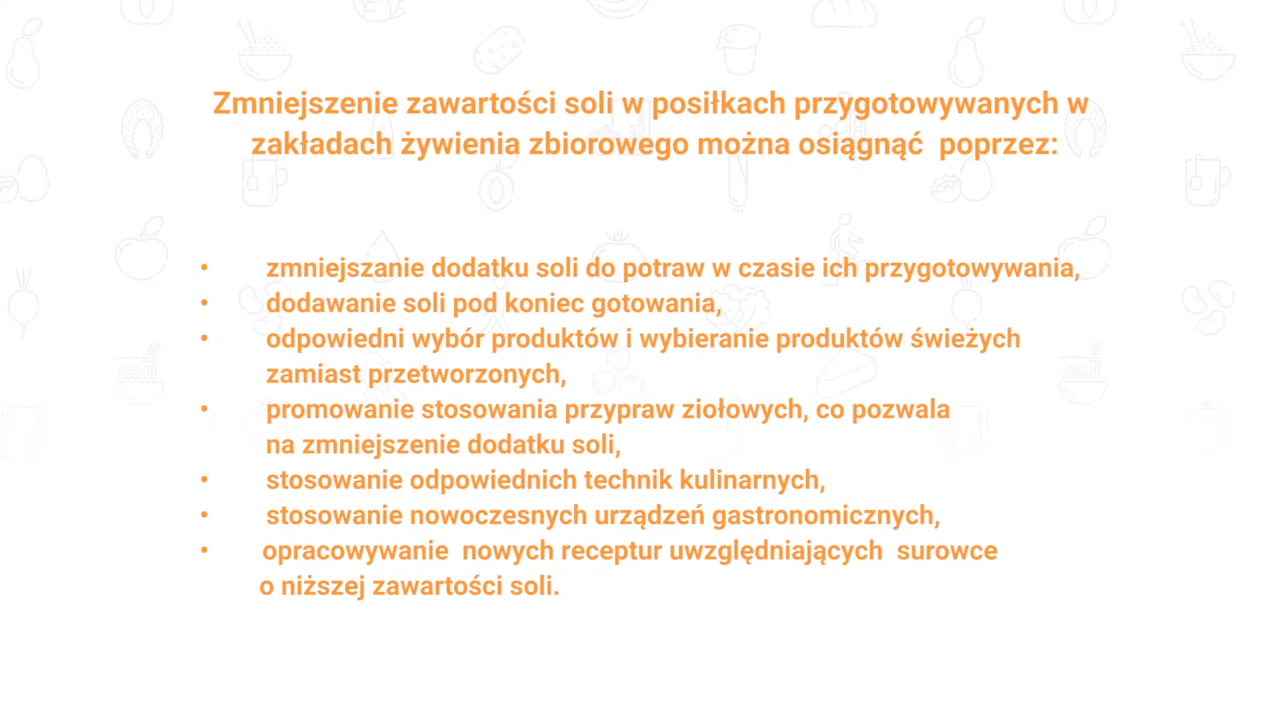 Zmniejszenie zawartości soli w posiłkach przygotowywanych w
zakładach żywienia zbiorowego można osiągnąć poprzez:
• zmniejszanie dodatku soli do potraw w czasie ich przygotowywania,
• dodawanie soli pod koniec gotowania,
• odpowiedni wybór produktów i wybieranie produktów świeżych
zamiast przetworzonych,
• promowanie stosowania przypraw ziołowych, co pozwala
na zmniejszenie dodatku soli,
• stosowanie odpowiednich technik kulinarnych,
• stosowanie nowoczesnych urządzeń gastronomicznych,
• opracowywanie nowych receptur uwzględniających surowce
o niższej zawartości soli.